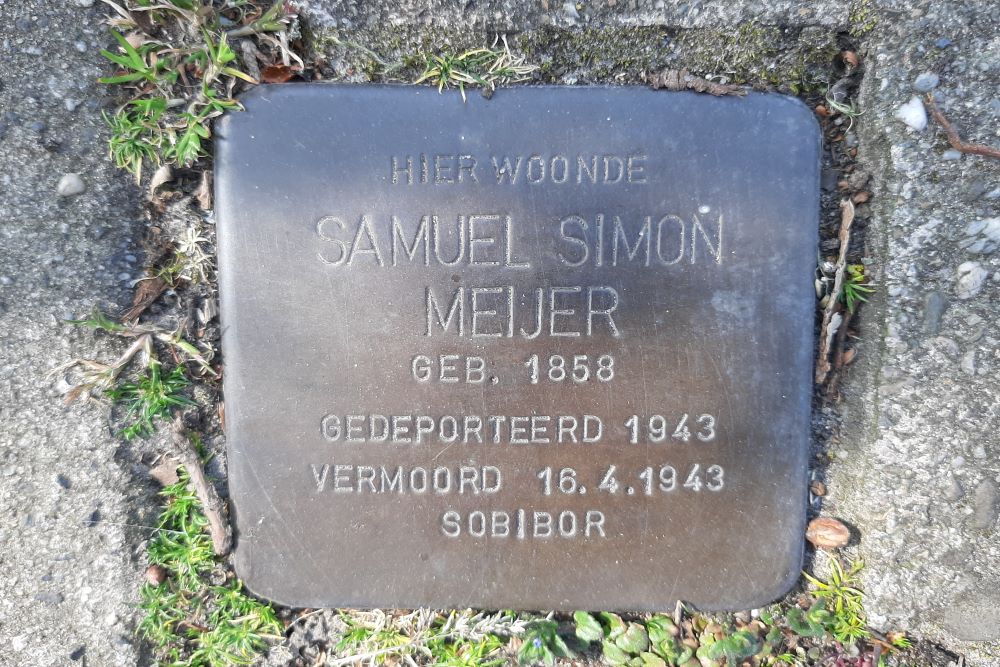 HIER WOONDE
SAMUEL SIMON
MEIJER
GEB. 1858
GEDEPORTEERD 1943
VERMOORD 16.4.1943
SOBIBOR